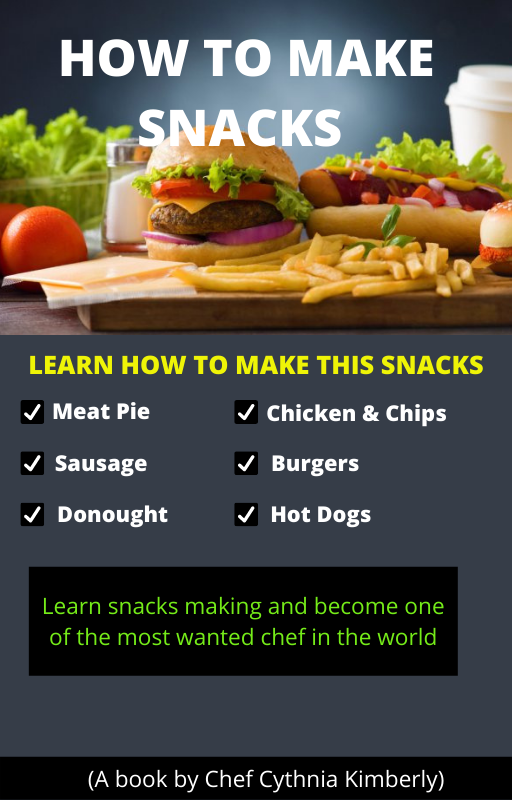 HOW TO MAKE
SNACKS
LEARN HOW TO MAKE THIS SNACKS
Meat Pie
Chicken & Chips
Sausage
Burgers
Donought
Hot Dogs
Learn snacks making and become one
of the most wanted chef in the world
(A book by Chef Cythnia Kimberly)